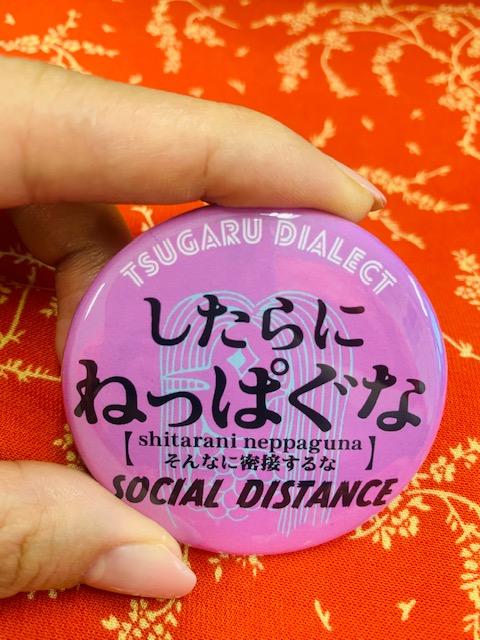 TSUGARU DIALECT
したらに
ねっぱぐな
【shitarani neppaguna】
そんなに密接するな
SOCIAL DISTANCE